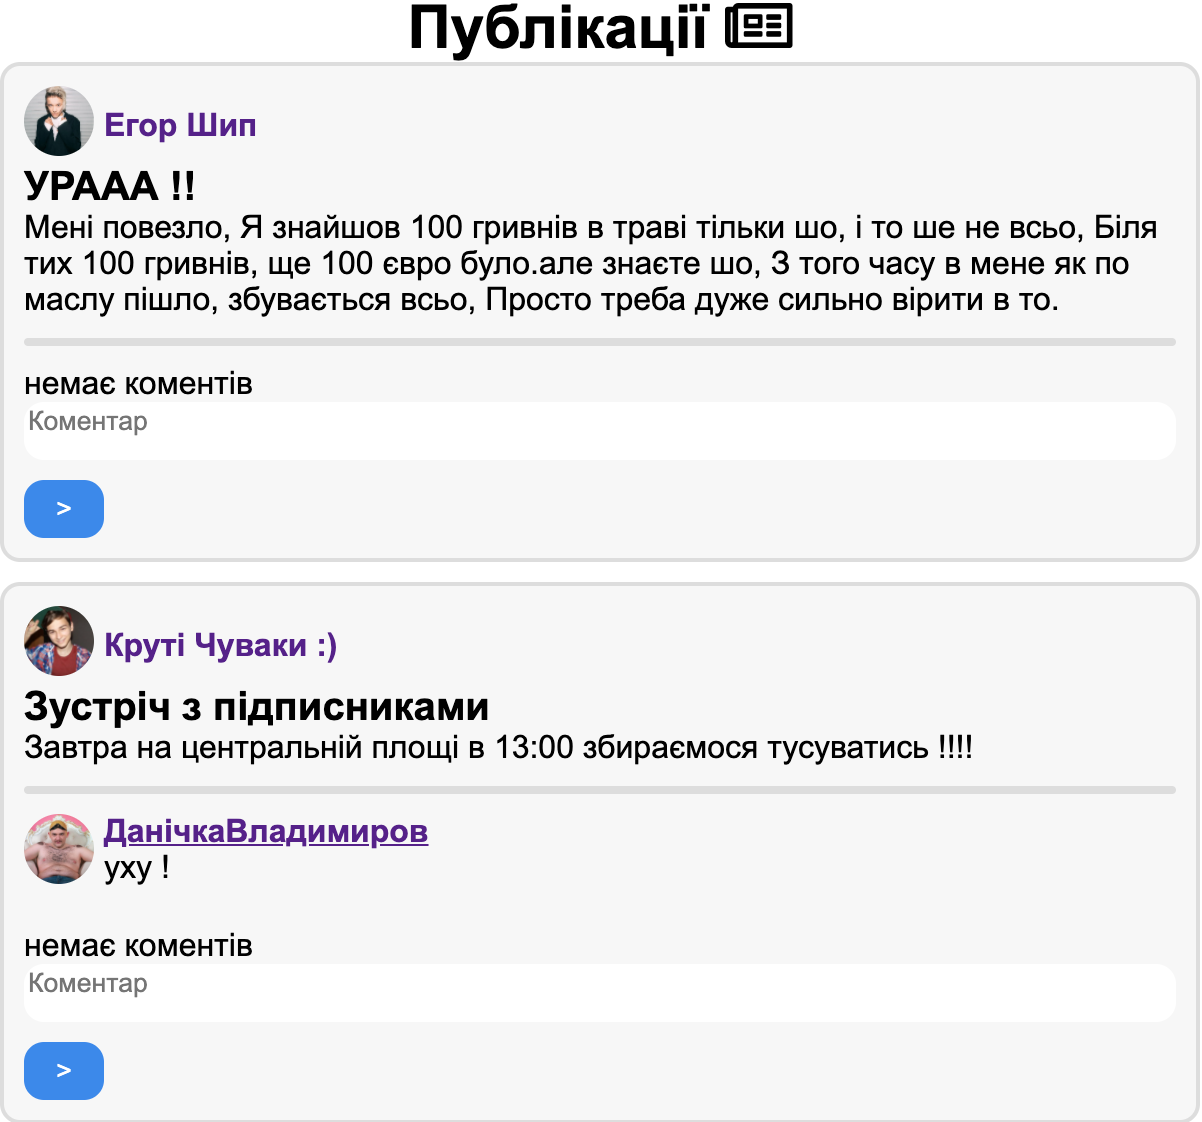 Публікації
Егор Шип
УРААА !!
Мені повезло, Я знайшов 100 гривнів в траві тільки шо, і то ше не всьо, Біля
тих 100 гривнів, ще 100 євро було.але знаєте шо, З того часу в мене як по
маслу пішло, збувається всьо, Просто треба дуже сильно вірити в то.
немає коментів
Коментар
>
Круті Чуваки :)
Зустріч з підписниками
Завтра на центральній площі в 13:00 збираємося тусуватись !!!!
ДанічкаВладимиров
уху !
немає коментів
Коментар
>